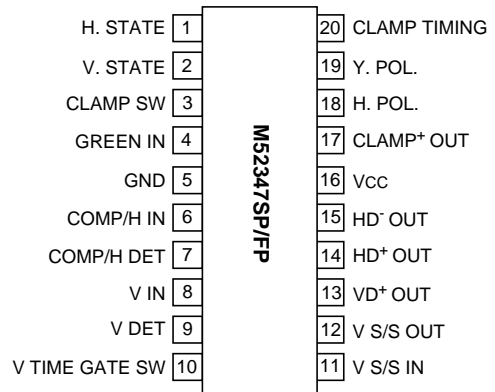 H. STATE 1
V. STATE 2
CLAMP SW 3
GREEN IN 4
GND 5
COMP/H IN 6
COMP/H DET 7
V IN 8
V DET 9
V TIME GATE SW 10
M52347SP/FP
20 CLAMP TIMING
19 Y. POL.
18 H. POL.
17 CLAMP⁺ OUT
16 VCC
15 HD⁻ OUT
14 HD⁺ OUT
13 VD⁺ OUT
12 V S/S OUT
11 V S/S IN